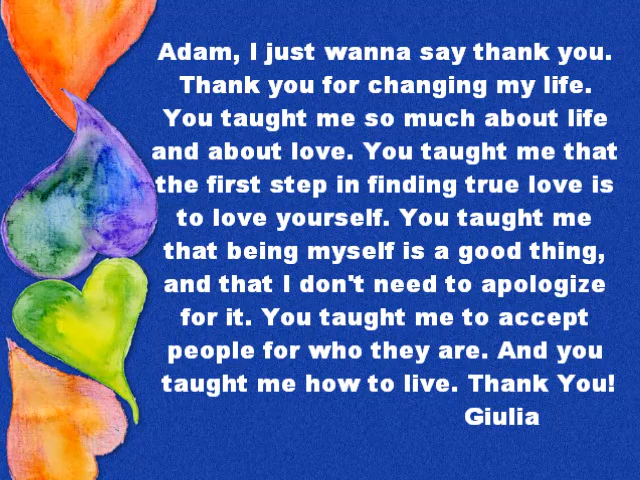 Adam, I just wanna say thank you.
Thank you for changing my life.
You taught me so much about life
and about love. You taught me that
the first step in finding true love is
to love yourself. You taught me
that being myself is a good thing,
and that I don't need to apologize
for it. You taught me to accept
people for who they are. And you
taught me how to live. Thank You!
Giulia